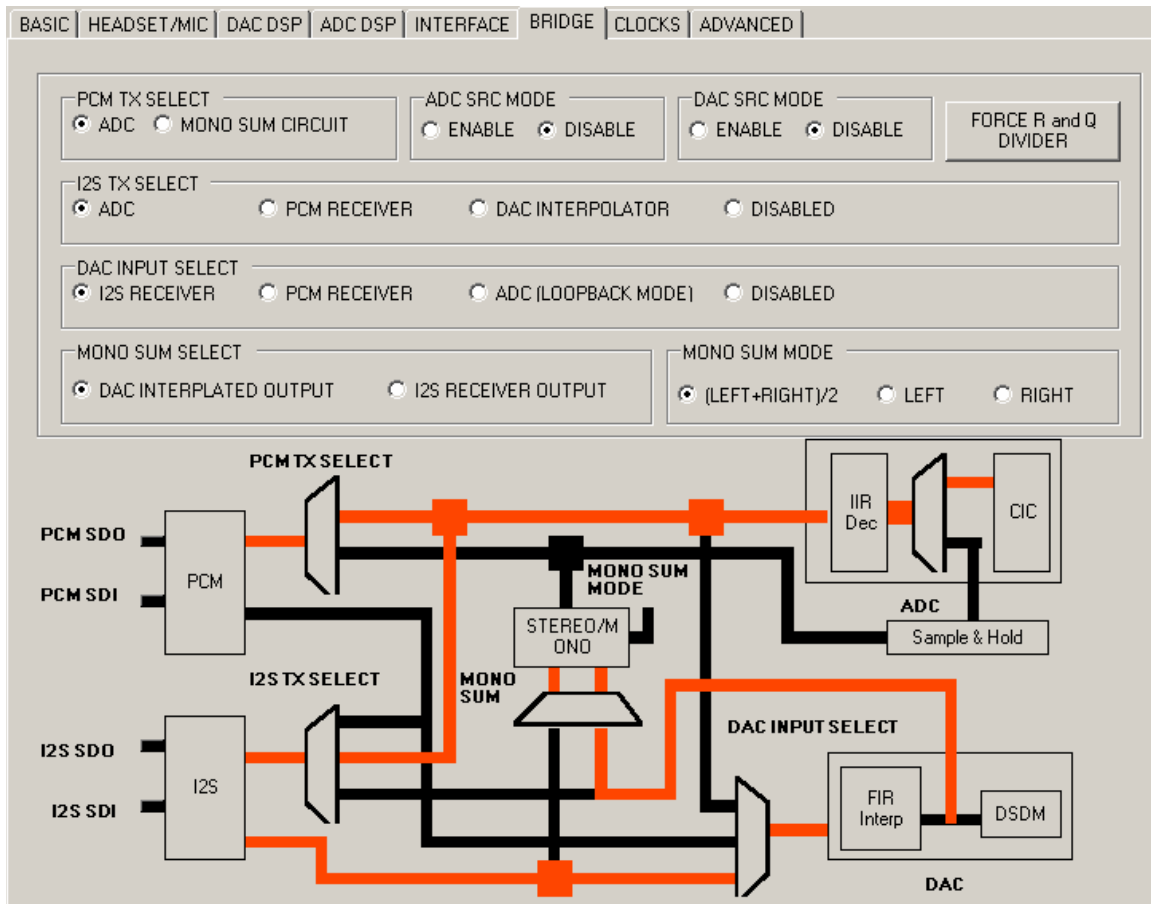 BASIC HEADSET/MIC DAC DSP ADC DSP INTERFACE BRIDGE CLOCKS ADVANCED
PCM TX SELECT
ADC MONO SUM CIRCUIT
ADC SRC MODE
ENABLE DISABLE
DAC SRC MODE
ENABLE DISABLE
FORCE R and Q
DIVIDER
I2S TX SELECT
ADC PCM RECEIVER DAC INTERPOLATOR DISABLED
DAC INPUT SELECT
I2S RECEIVER PCM RECEIVER ADC (LOOPBACK MODE) DISABLED
MONO SUM SELECT
DAC INTERPLATED OUTPUT I2S RECEIVER OUTPUT
MONO SUM MODE
(LEFT+RIGHT)/2 LEFT RIGHT
PCM TX SELECT
PCM SDO
PCM SDI
PCM
MONO SUM
MODE
STEREO/M
ONO
IIR
Dec
CIC
ADC
Sample & Hold
I2S TX SELECT
MONO
SUM
I2S SDO
I2S SDI
I2S
DAC INPUT SELECT
FIR
Interp
DSDM
DAC